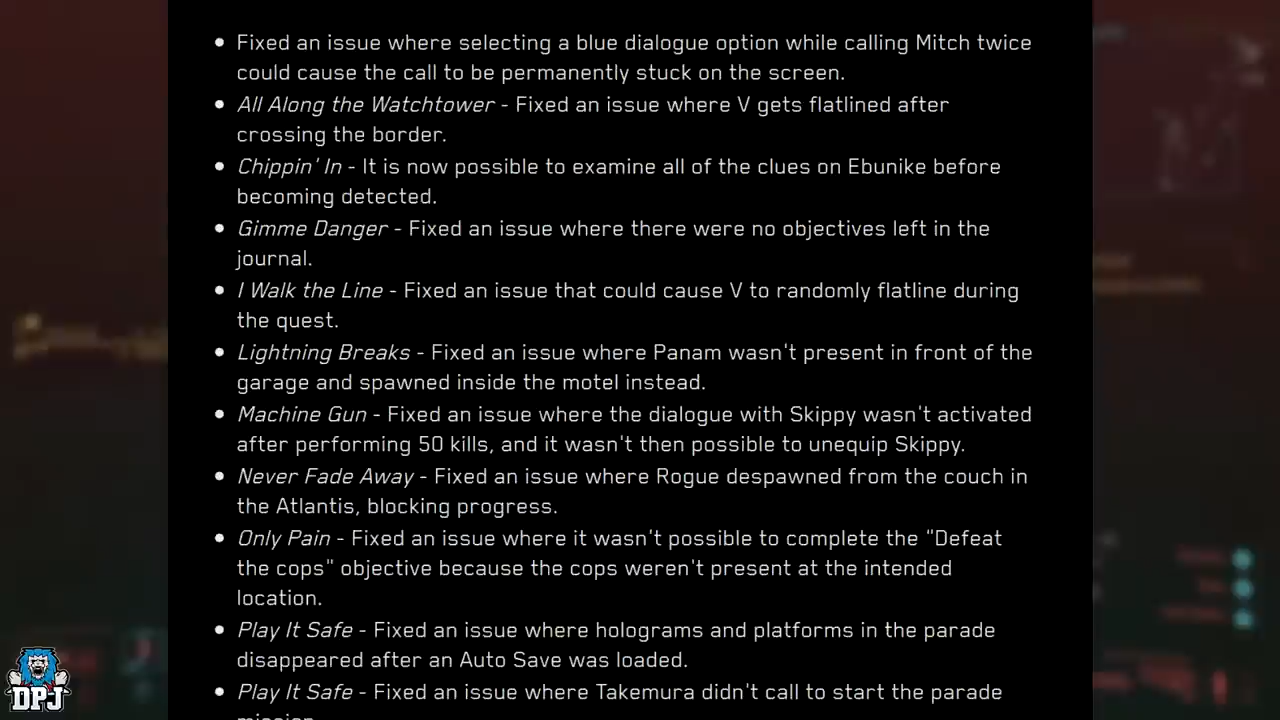 Fixed an issue where selecting a blue dialogue option while calling Mitch twice
could cause the call to be permanently stuck on the screen.
All Along the Watchtower - Fixed an issue where V gets flatlined after
crossing the border.
Chippin' In - It is now possible to examine all of the clues on Ebunike before
becoming detected.
Gimme Danger - Fixed an issue where there were no objectives left in the
journal.
I Walk the Line - Fixed an issue that could cause V to randomly flatline during
the quest.
Lightning Breaks - Fixed an issue where Panam wasn't present in front of the
garage and spawned inside the motel instead.
Machine Gun - Fixed an issue where the dialogue with Skippy wasn't activated
after performing 50 kills, and it wasn't then possible to unequip Skippy.
Never Fade Away - Fixed an issue where Rogue despawned from the couch in
the Atlantis, blocking progress.
Only Pain - Fixed an issue where it wasn't possible to complete the "Defeat
the cops" objective because the cops weren't present at the intended
location.
Play It Safe - Fixed an issue where holograms and platforms in the parade
disappeared after an Auto Save was loaded.
Play It Safe - Fixed an issue where Takemura didn't call to start the parade
mission.
DPJ